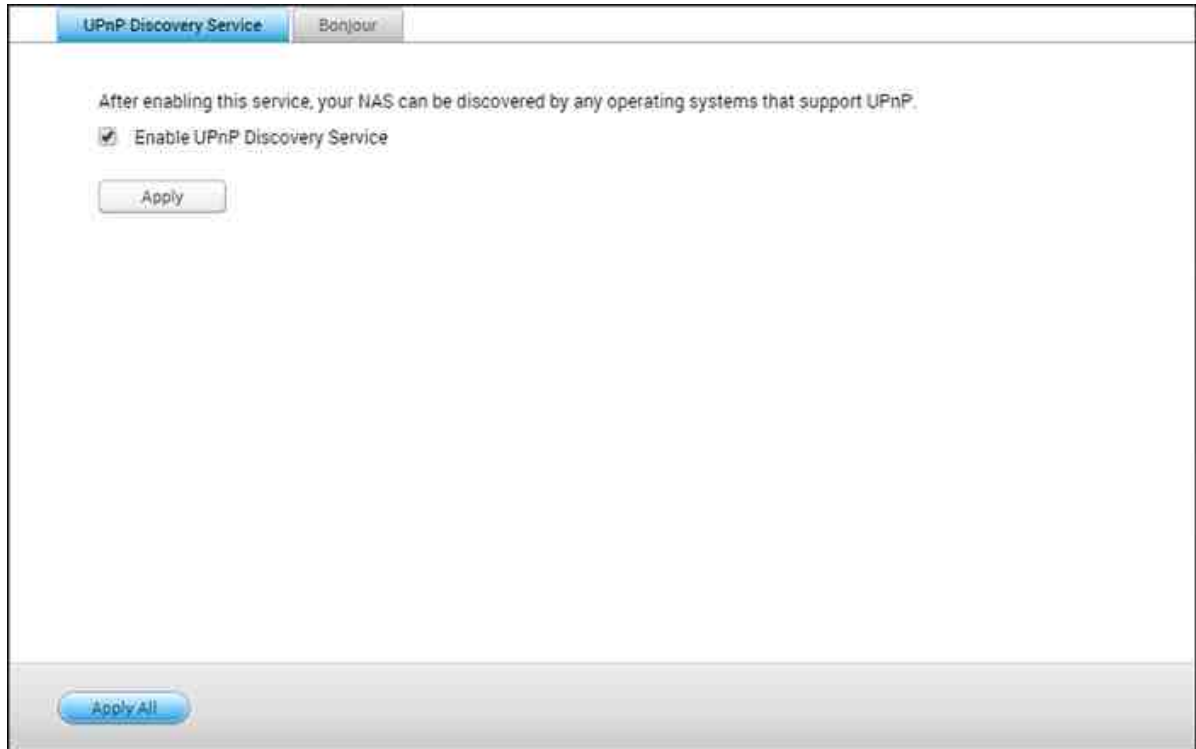 UPnP Discovery Service
Bonjour
After enabling this service, your NAS can be discovered by any operating systems that support UPnP.
Enable UPnP Discovery Service
Apply
Apply All